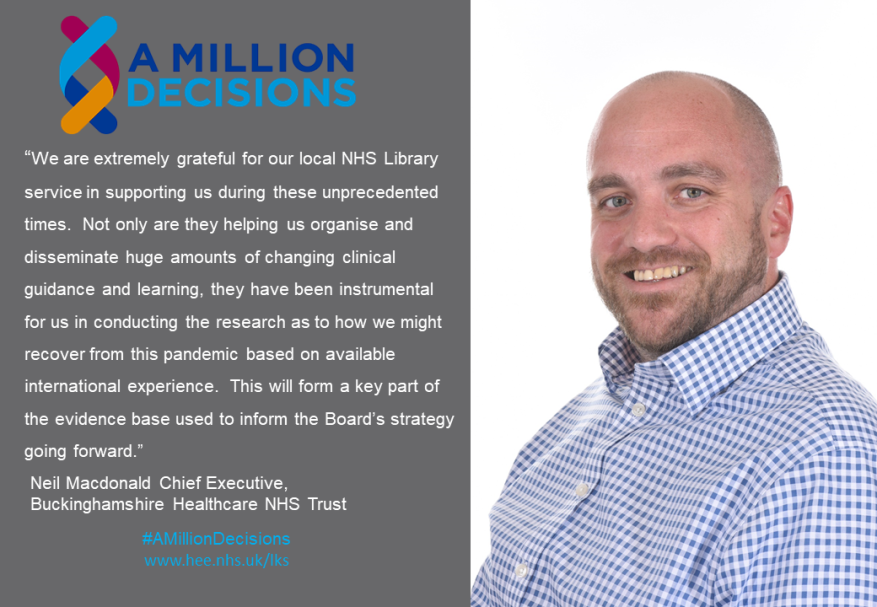 A MILLION
DECISIONS
“We are extremely grateful for our local NHS Library
service in supporting us during these unprecedented
times. Not only are they helping us organise and
disseminate huge amounts of changing clinical
guidance and learning, they have been instrumental
for us in conducting the research as to how we might
recover from this pandemic based on available
international experience. This will form a key part of
the evidence base used to inform the Board’s strategy
going forward.”
Neil Macdonald Chief Executive,
Buckinghamshire Healthcare NHS Trust
#AMillionDecisions
www.hee.nhs.uk/lks